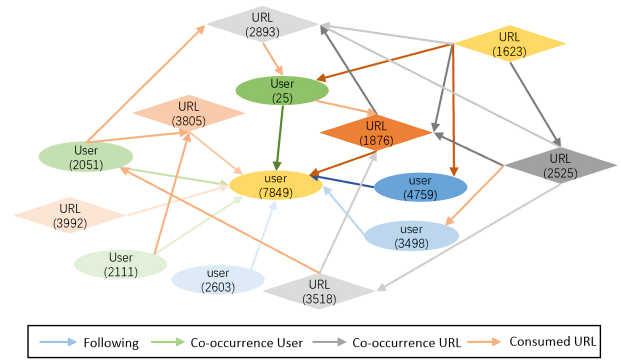 URL
(2893)
URL
(1623)
User
(25)
URL
(3805)
URL
(1876)
User
(2051)
URL
(2525)
user
(7849)
user
(4759)
URL
(3992)
user
(3498)
User
(2111)
user
(2603)
URL
(3518)
Following
Co-occurrence User
Co-occurrence URL
Consumed URL